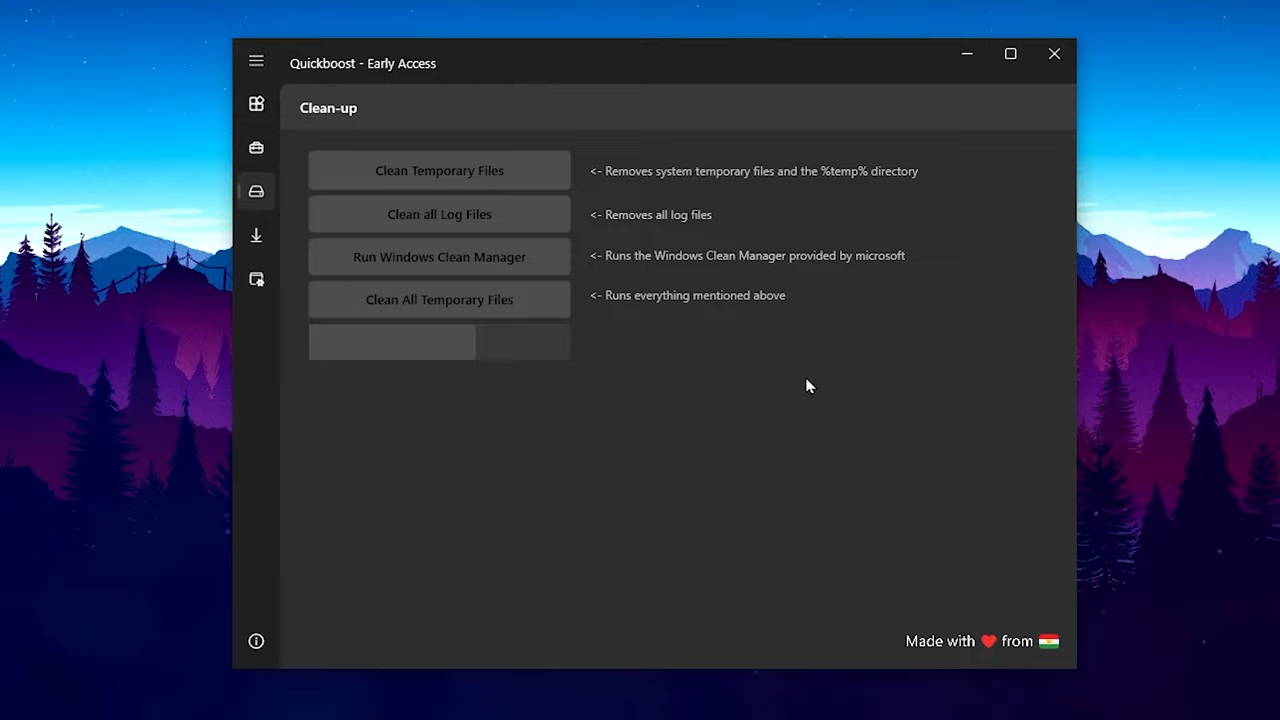 Quickboost - Early Access
Clean-up
Clean Temporary Files <- Removes system temporary files and the %temp% directory
Clean all Log Files <- Removes all log files
Run Windows Clean Manager <- Runs the Windows Clean Manager provided by microsoft
Clean All Temporary Files <- Runs everything mentioned above
Made with ❤️ from